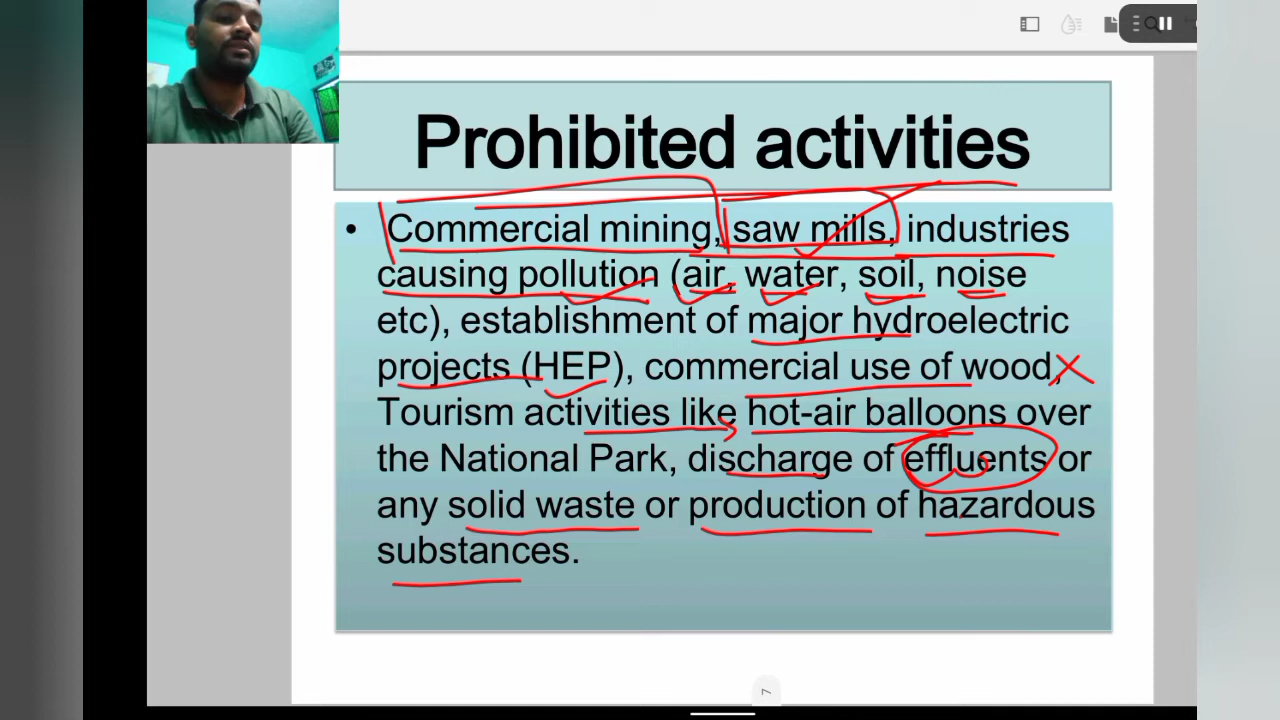 Prohibited activities
• Commercial mining, saw mills, industries
causing pollution (air, water, soil, noise
etc), establishment of major hydroelectric
projects (HEP), commercial use of wood,
Tourism activities like hot-air balloons over
the National Park, discharge of effluents or
any solid waste or production of hazardous
substances.
7